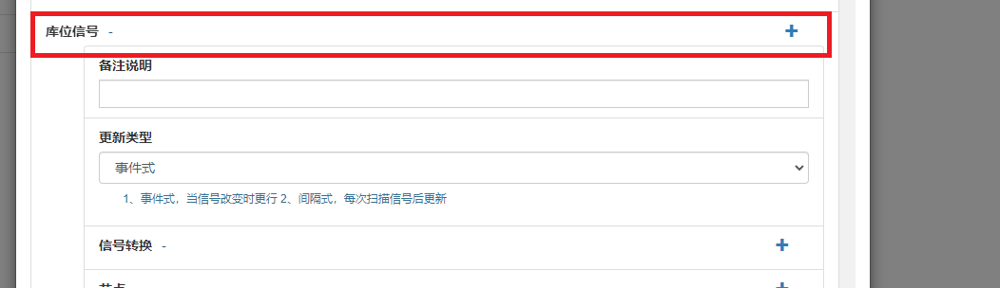 库位信号 -
备注说明
更新类型
事件式
1、事件式，当信号改变时更行 2、间隔式，每次扫描信号后更新
信号转换 -